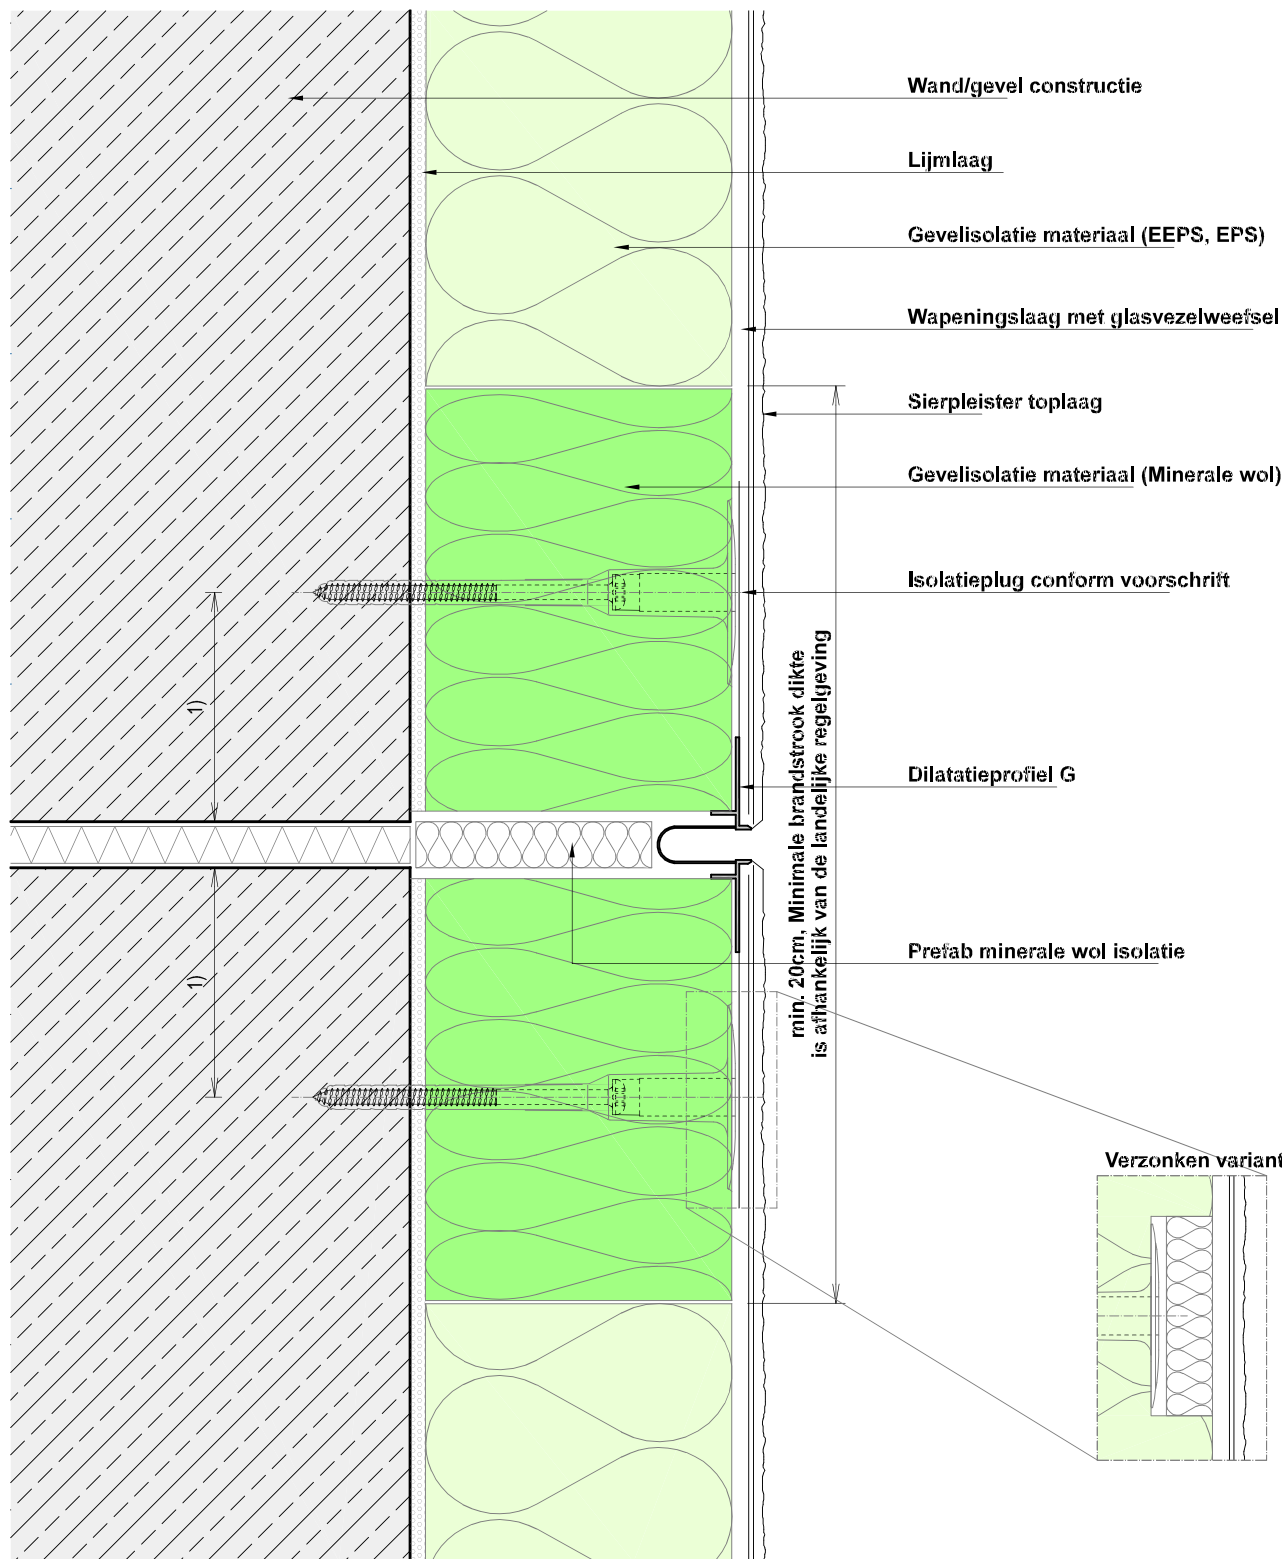 Wand/gevel constructie
Lijmlaag
Gevelisolatie materiaal (EEPS, EPS)
Wapeningslaag met glasvezelweefsel
Sierpleister toplaag
Gevelisolatie materiaal (Minerale wol)
Isolatieplug conform voorschrift
min. 20cm, Minimale brandstrook dikte
is afhankelijk van de landelijke regelgeving
1)
Dilatatieprofiel G
Prefab minerale wol isolatie
1)
Verzonken variant